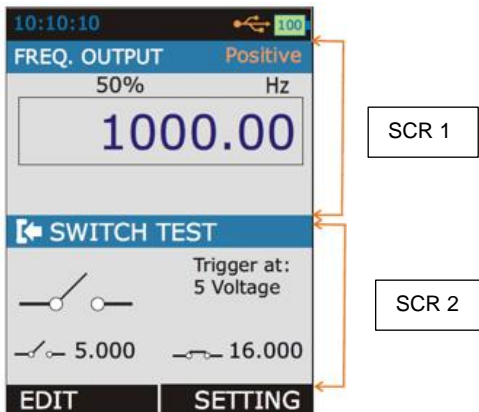 10:10:10 100
FREQ. OUTPUT Positive
50% Hz
1000.00
SCR 1
SWITCH TEST
Trigger at:
5 Voltage
SCR 2
5.000 16.000
EDIT SETTING